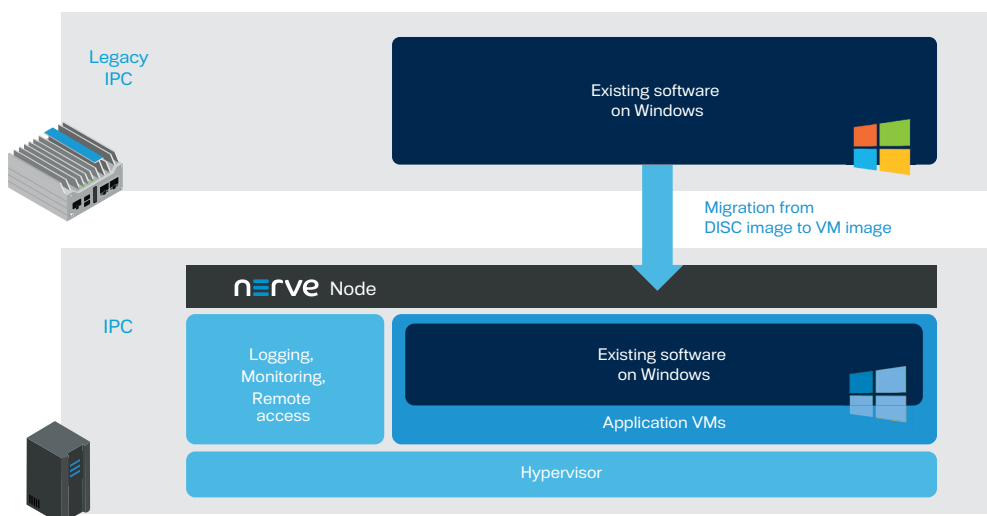 Legacy
IPC
Existing software
on Windows
Migration from
DISC image to VM image
nerve Node
IPC
Logging,
Monitoring,
Remote
access
Existing software
on Windows
Application VMs
Hypervisor